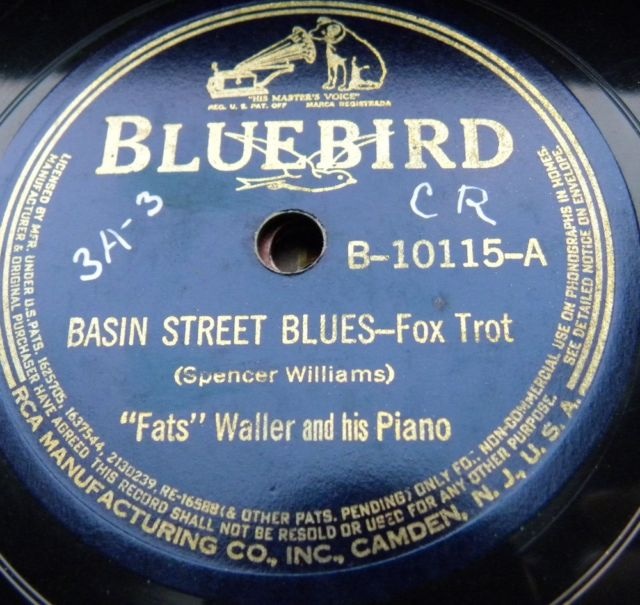 "HIS MASTER'S VOICE"
REG. U. S. PAT. OFF MARCA REGISTRADA
BLUEBIRD
3A-3
CR
B-10115-A
BASIN STREET BLUES—Fox Trot
(Spencer Williams)
"Fats" Waller and his Piano
LICENSED BY MFR. UNDER U.S. PATS. 1625705, 1637544, 2130239, RE-16588 (& OTHER PATS. PENDING) ONLY FOR NON-COMMERCIAL USE ON PHONOGRAPHS IN HOMES.
MANUFACTURER & ORIGINAL PURCHASER HAVE AGREED THIS RECORD SHALL NOT BE RESOLD OR USED FOR ANY OTHER PURPOSE. SEE DETAILED NOTICE ON ENVELOPE.
RCA MANUFACTURING CO., INC., CAMDEN, N. J., U. S. A.